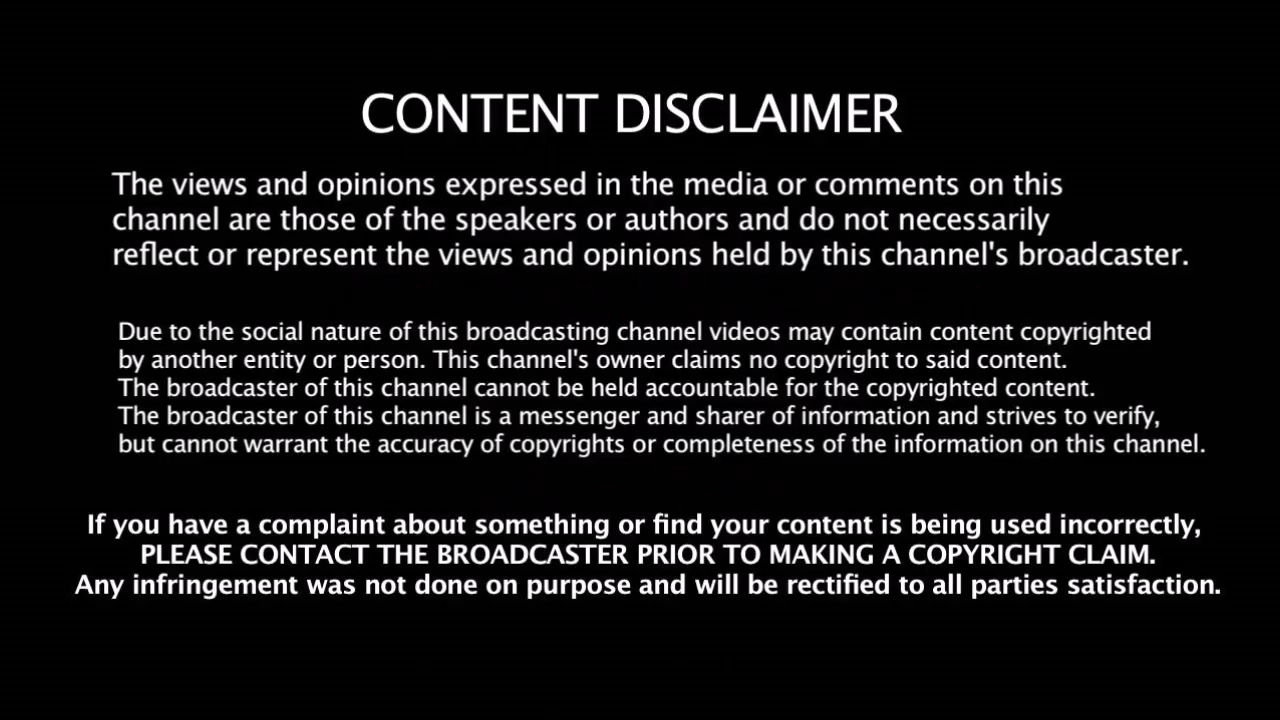 CONTENT DISCLAIMER
The views and opinions expressed in the media or comments on this
channel are those of the speakers or authors and do not necessarily
reflect or represent the views and opinions held by this channel's broadcaster.
Due to the social nature of this broadcasting channel videos may contain content copyrighted
by another entity or person. This channel's owner claims no copyright to said content.
The broadcaster of this channel cannot be held accountable for the copyrighted content.
The broadcaster of this channel is a messenger and sharer of information and strives to verify,
but cannot warrant the accuracy of copyrights or completeness of the information on this channel.
If you have a complaint about something or find your content is being used incorrectly,
PLEASE CONTACT THE BROADCASTER PRIOR TO MAKING A COPYRIGHT CLAIM.
Any infringement was not done on purpose and will be rectified to all parties satisfaction.